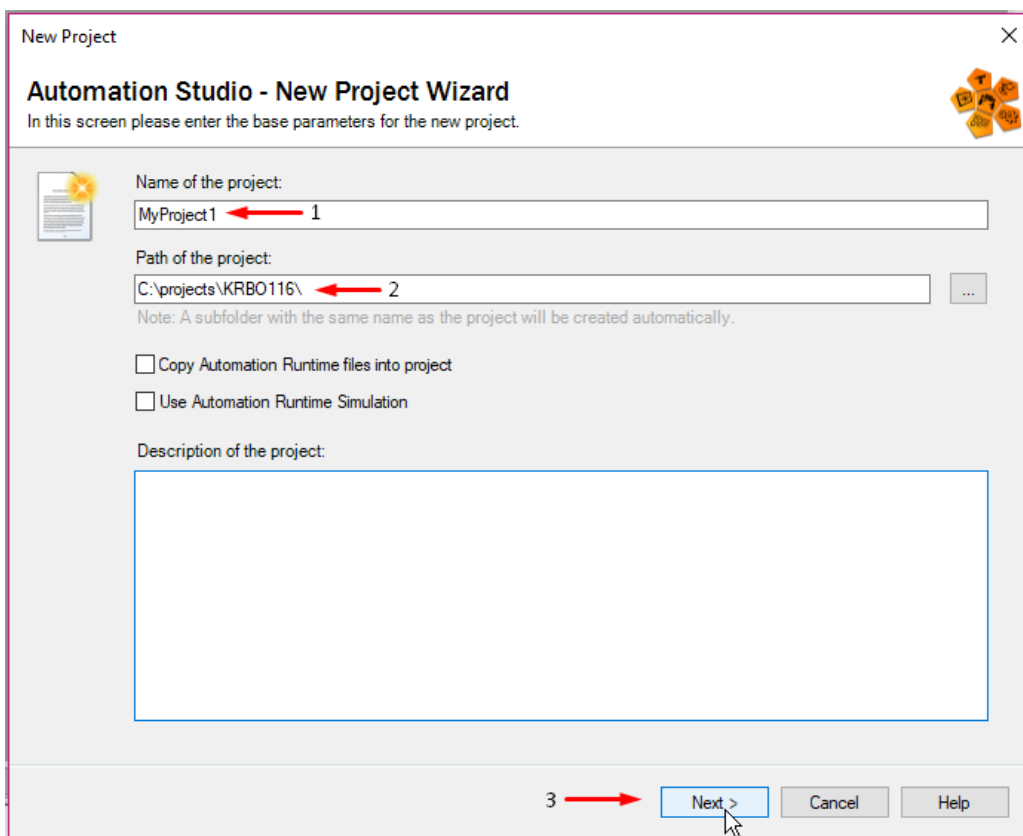 New Project
Automation Studio - New Project Wizard
In this screen please enter the base parameters for the new project.
Name of the project:
MyProject1 1
Path of the project:
C:\projects\KRBO116\ 2
...
Note: A subfolder with the same name as the project will be created automatically.
Copy Automation Runtime files into project
Use Automation Runtime Simulation
Description of the project:
3 Next > Cancel Help